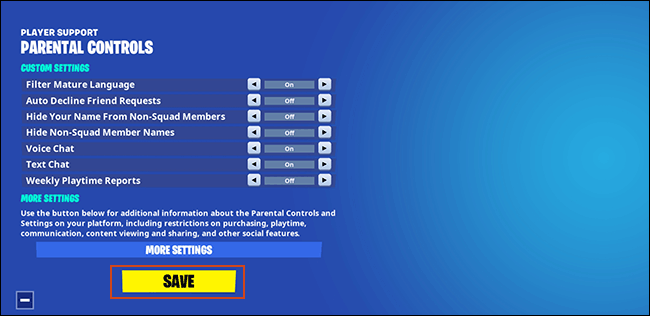 PLAYER SUPPORT
PARENTAL CONTROLS
CUSTOM SETTINGS
Filter Mature Language On
Auto Decline Friend Requests Off
Hide Your Name From Non-Squad Members Off
Hide Non-Squad Member Names Off
Voice Chat On
Text Chat On
Weekly Playtime Reports Off
MORE SETTINGS
Use the button below for additional information about the Parental Controls and
Settings on your platform, including restrictions on purchasing, playtime,
communication, content viewing and sharing, and other social features.
MORE SETTINGS
SAVE